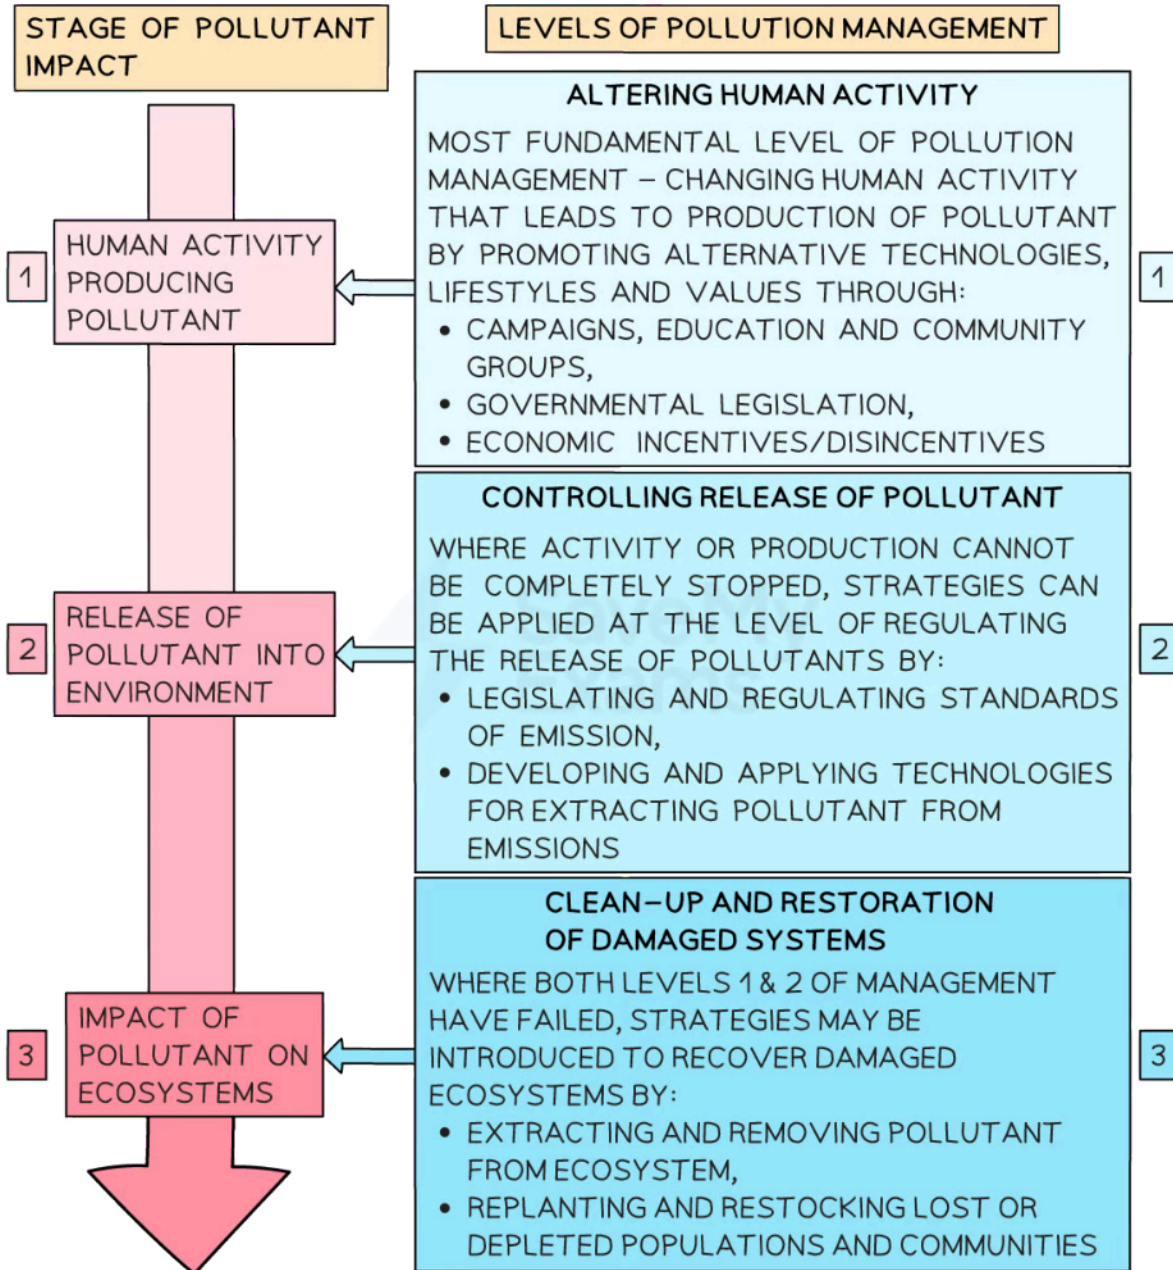 STAGE OF POLLUTANT
IMPACT
LEVELS OF POLLUTION MANAGEMENT
1
HUMAN ACTIVITY
PRODUCING
POLLUTANT
ALTERING HUMAN ACTIVITY
MOST FUNDAMENTAL LEVEL OF POLLUTION
MANAGEMENT – CHANGING HUMAN ACTIVITY
THAT LEADS TO PRODUCTION OF POLLUTANT
BY PROMOTING ALTERNATIVE TECHNOLOGIES,
LIFESTYLES AND VALUES THROUGH:
• CAMPAIGNS, EDUCATION AND COMMUNITY
GROUPS,
• GOVERNMENTAL LEGISLATION,
• ECONOMIC INCENTIVES/DISINCENTIVES
1
2
RELEASE OF
POLLUTANT INTO
ENVIRONMENT
CONTROLLING RELEASE OF POLLUTANT
WHERE ACTIVITY OR PRODUCTION CANNOT
BE COMPLETELY STOPPED, STRATEGIES CAN
BE APPLIED AT THE LEVEL OF REGULATING
THE RELEASE OF POLLUTANTS BY:
• LEGISLATING AND REGULATING STANDARDS
OF EMISSION,
• DEVELOPING AND APPLYING TECHNOLOGIES
FOR EXTRACTING POLLUTANT FROM
EMISSIONS
2
SaveMy
Exams
3
IMPACT OF
POLLUTANT ON
ECOSYSTEMS
CLEAN–UP AND RESTORATION
OF DAMAGED SYSTEMS
WHERE BOTH LEVELS 1 & 2 OF MANAGEMENT
HAVE FAILED, STRATEGIES MAY BE
INTRODUCED TO RECOVER DAMAGED
ECOSYSTEMS BY:
• EXTRACTING AND REMOVING POLLUTANT
FROM ECOSYSTEM,
• REPLANTING AND RESTOCKING LOST OR
DEPLETED POPULATIONS AND COMMUNITIES
3